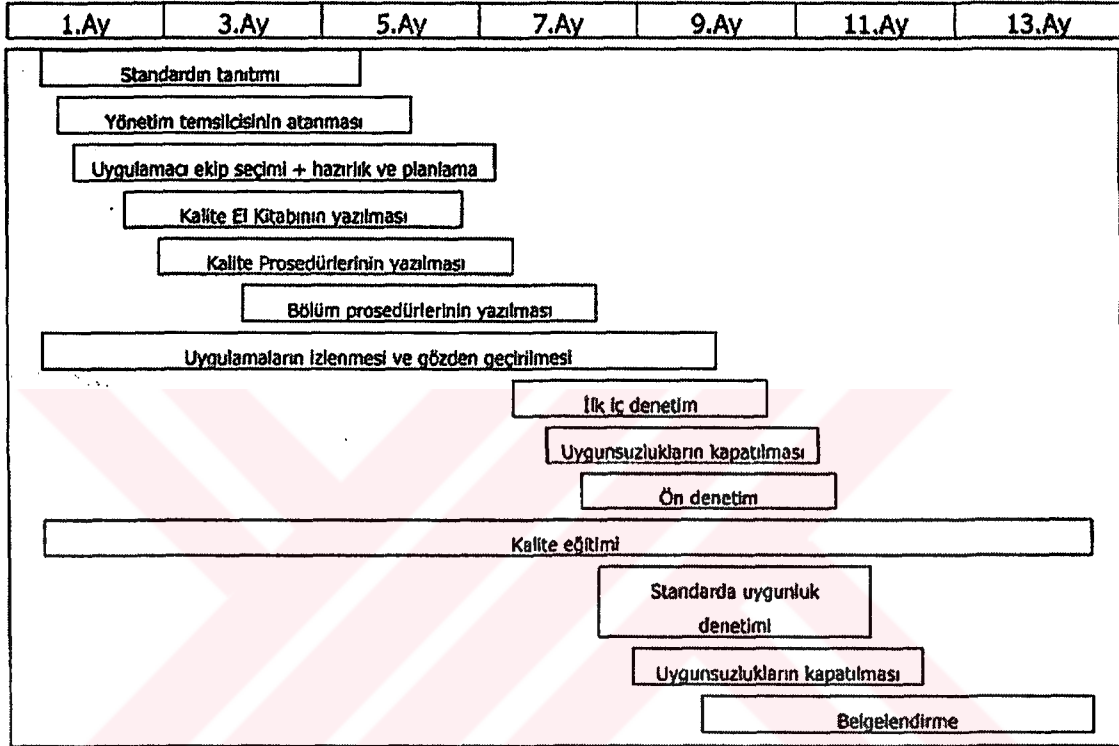 1.Ay 3.Ay 5.Ay 7.Ay 9.Ay 11.Ay 13.Ay
Standardın tanıtımı
Yönetim temsilcisinin atanması
Uygulamacı ekip seçimi + hazırlık ve planlama
Kalite El Kitabının yazılması
Kalite Prosedürlerinin yazılması
Bölüm prosedürlerinin yazılması
Uygulamaların izlenmesi ve gözden geçirilmesi
İlk iç denetim
Uygunsuzlukların kapatılması
Ön denetim
Kalite eğitimi
Standarda uygunluk
denetimi
Uygunsuzlukların kapatılması
Belgelendirme